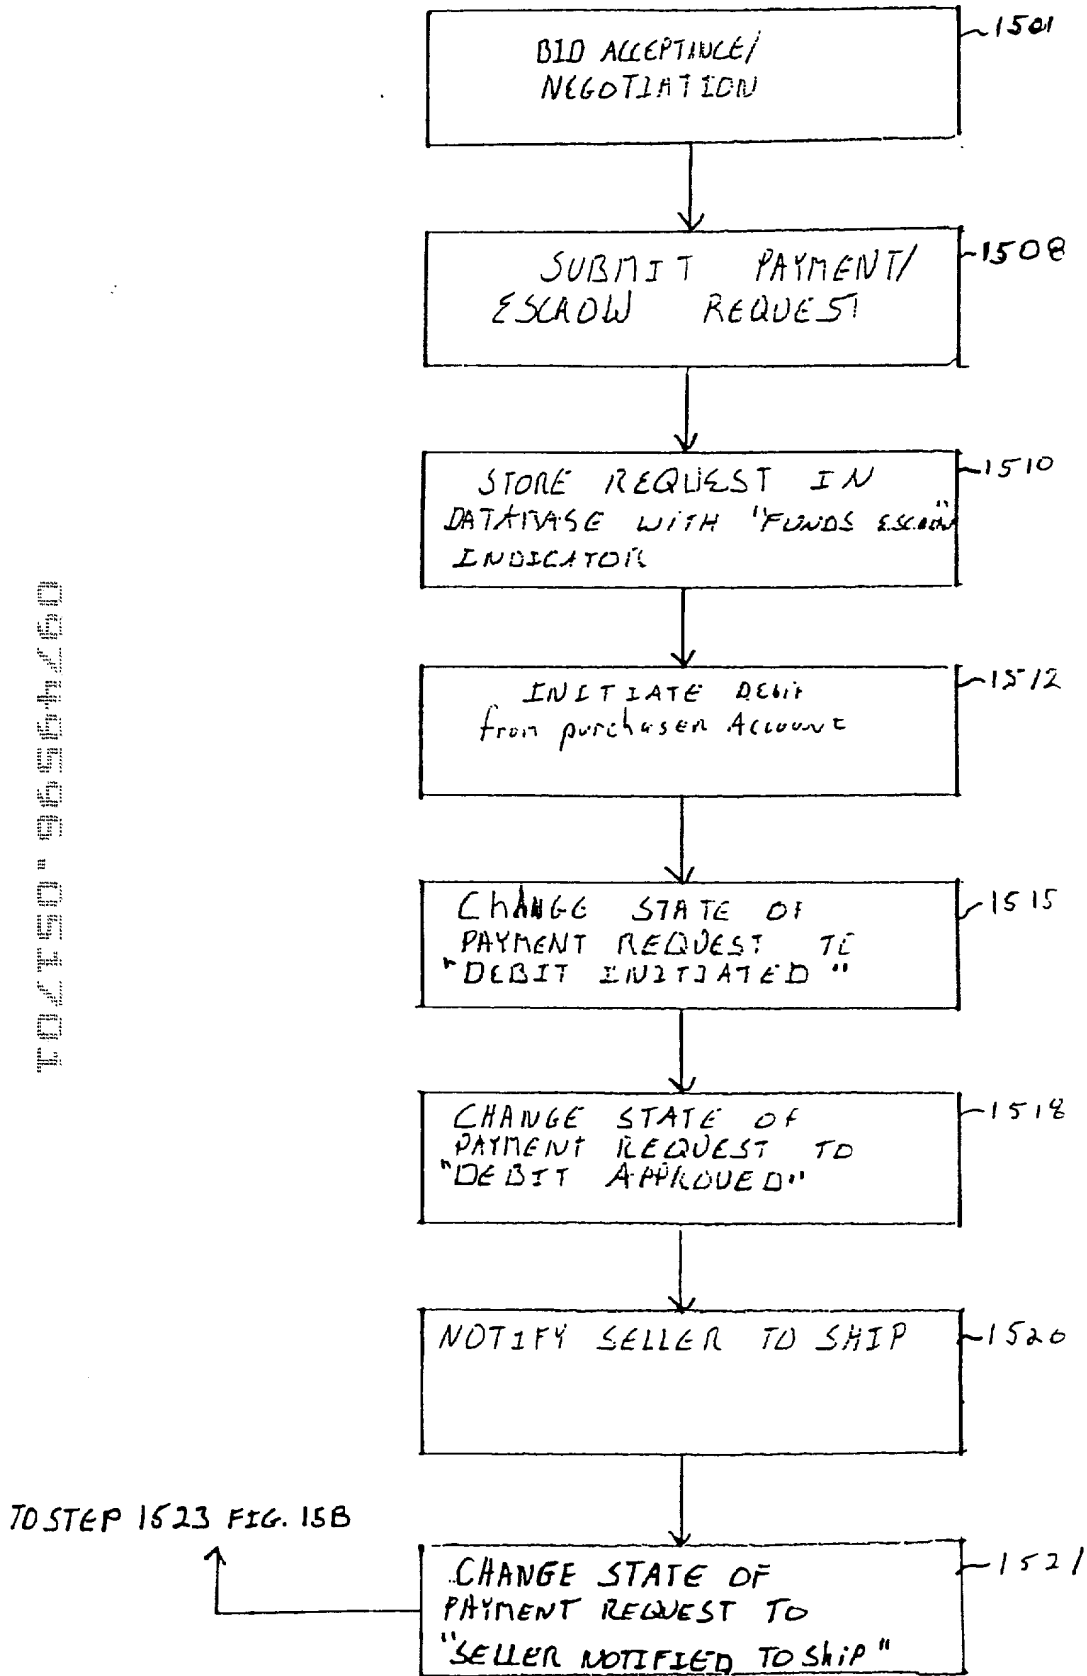 BID ACCEPTANCE/
NEGOTIATION
1501
SUBMIT PAYMENT/
ESCROW REQUEST
1508
STORE REQUEST IN
DATABASE WITH "FUNDS ESCROW"
INDICATOR
1510
INITIATE Debit
from purchaser Account
1512
ChANGE STATE OF
PAYMENT REQUEST TO
"DEBIT INITIATED"
1515
CHANGE STATE OF
PAYMENT REQUEST TO
"DEBIT APPROVED"
1518
NOTIFY SELLER TO SHIP
1520
TO STEP 1523 FIG. 15B
CHANGE STATE OF
PAYMENT REQUEST TO
"SELLER NOTIFIED TO ShiP"
1521
09749596.051701